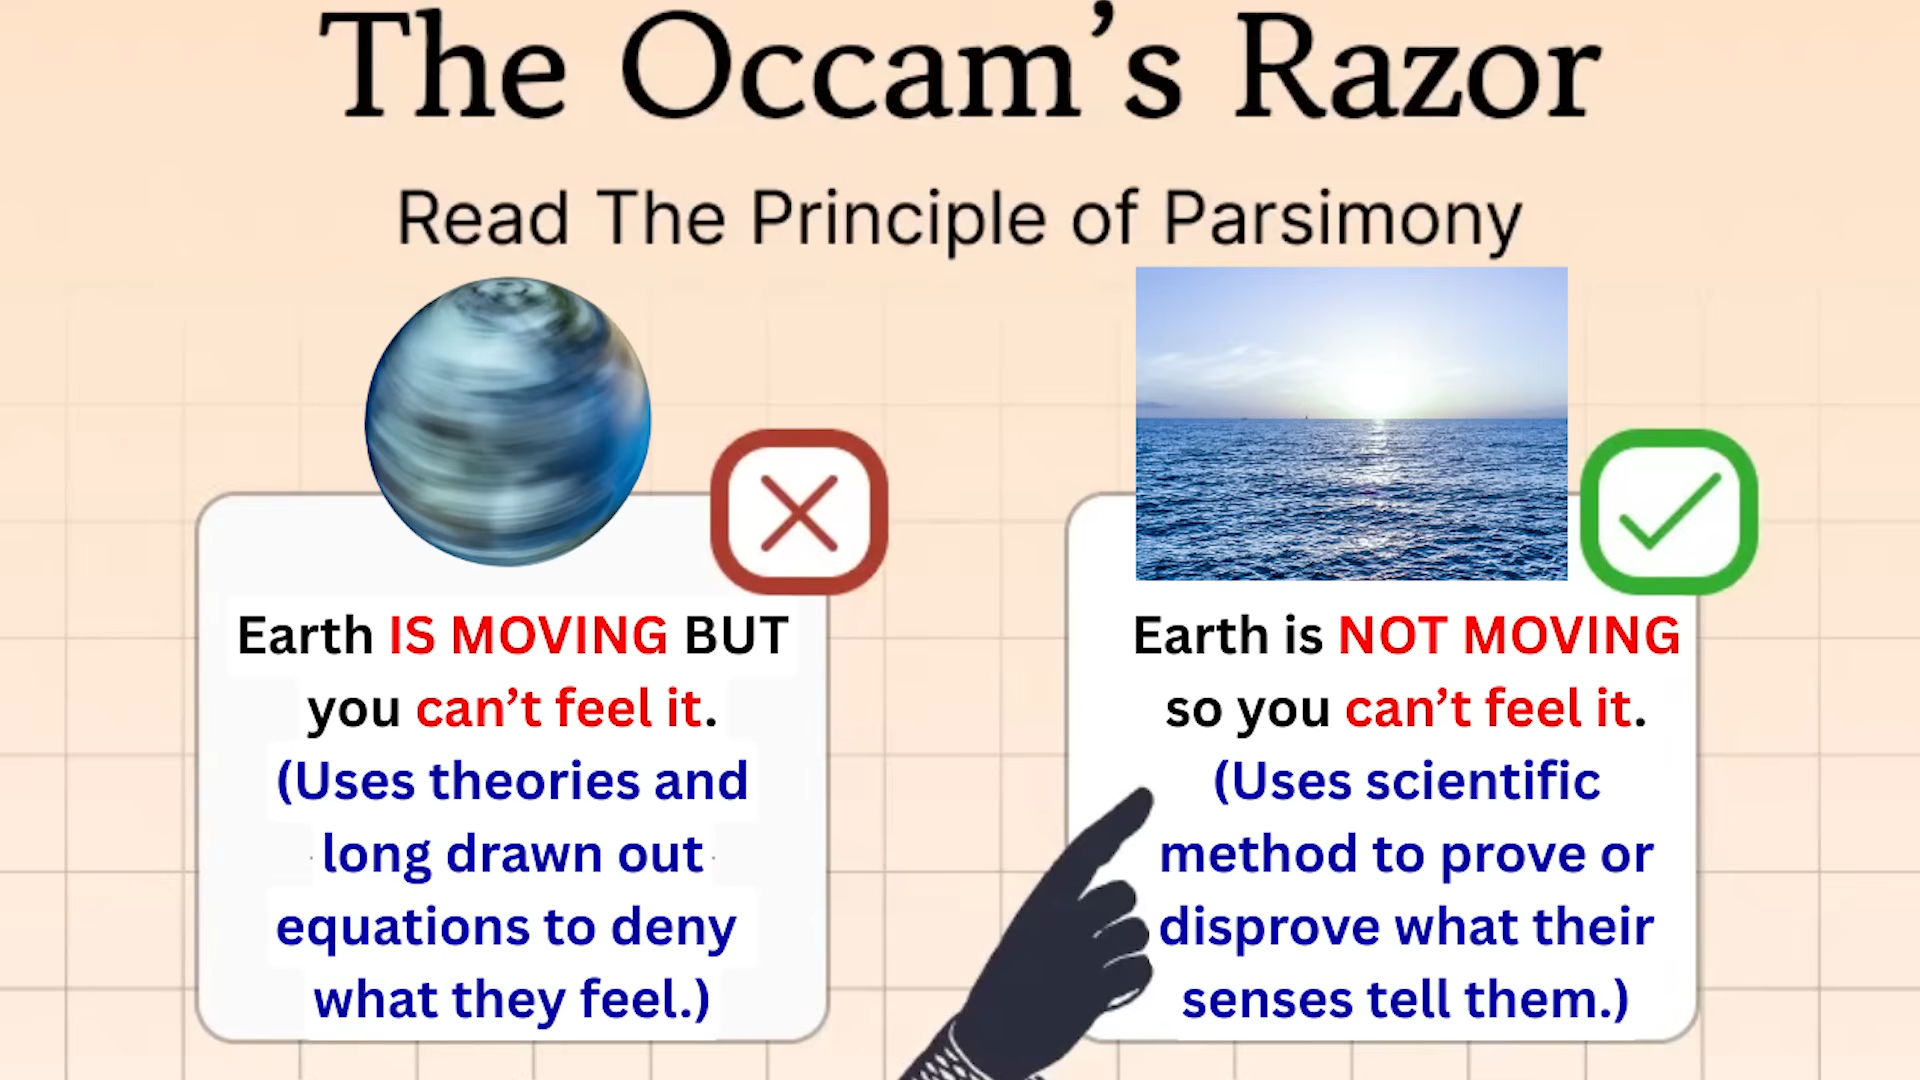 The Occam's Razor
Read The Principle of Parsimony
Earth IS MOVING BUT
you can't feel it.
(Uses theories and
long drawn out
equations to deny
what they feel.)
Earth is NOT MOVING
so you can't feel it.
(Uses scientific
method to prove or
disprove what their
senses tell them.)